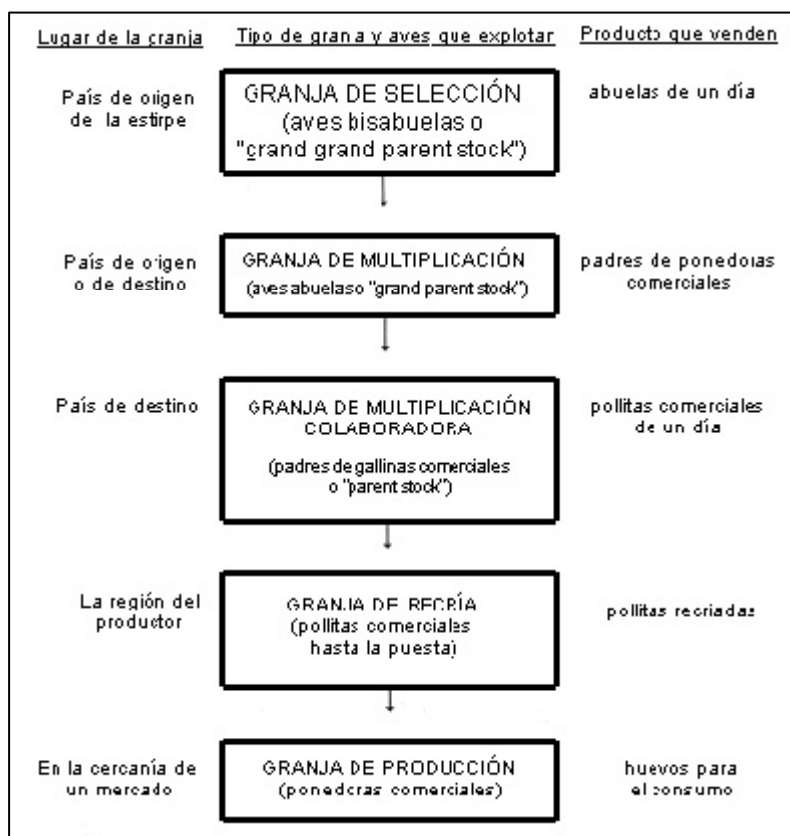 Lugar de la granja
Tipo de grania y aves que explotar
Producto que venden
País de origen
de la estirpe
GRANJA DE SELECCIÓN
(aves bisabuelas o
"grand grand parent stock")
abuelas de un día
País de origen
o de destino
GRANJA DE MULTIPLICACIÓN
(aves abuelas o "grand parent stock")
padres de ponedoras
comerciales
País de destino
GRANJA DE MULTIPLICACIÓN
COLABORADORA
(padres de gallinas comerciales
o "parent stock")
pollitas comerciales
de un día
La región del
productor
GRANJA DE RECRÍA
(pollitas comerciales
hasta la puesta)
pollitas recriadas
En la cercanía de
un mercado
GRANJA DE PRODUCCIÓN
(ponedoras comerciales)
huevos para
el consumo